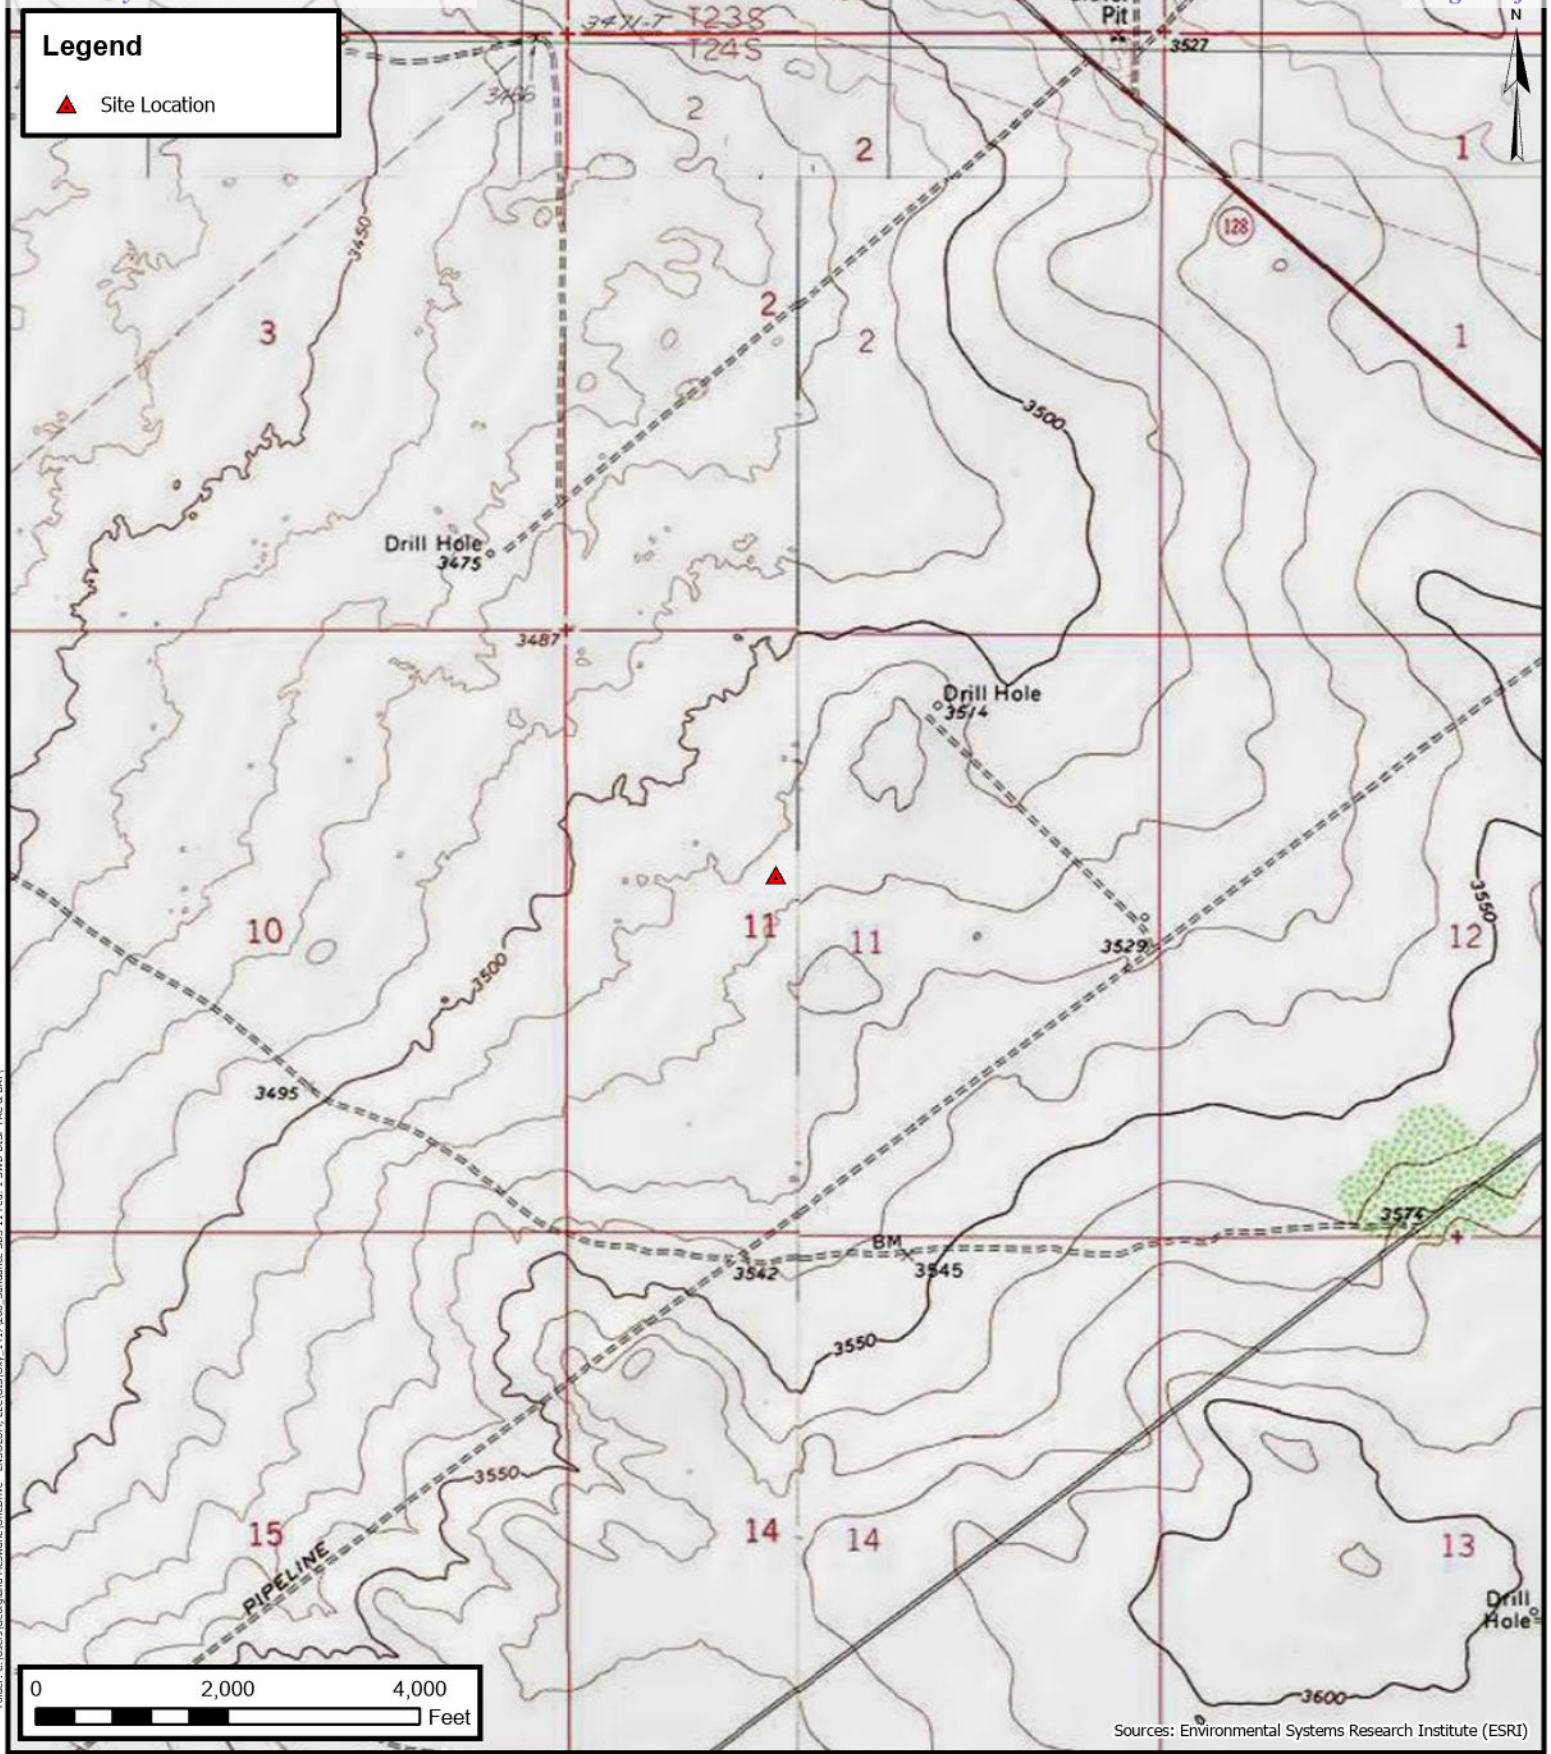 Legend
Site Location
N
T23S
T24S
Pit
3527
2
2
1
128
3450
3
2
2
1
3500
Drill Hole
3475
3487
Drill Hole
3514
10
11
11
3529
12
3550
3500
3495
3574
BM
3542
3545
3550
3550
15
14
14
13
PIPELINE
Drill
Hole
0 2,000 4,000
Feet
3600
Sources: Environmental Systems Research Institute (ESRI)